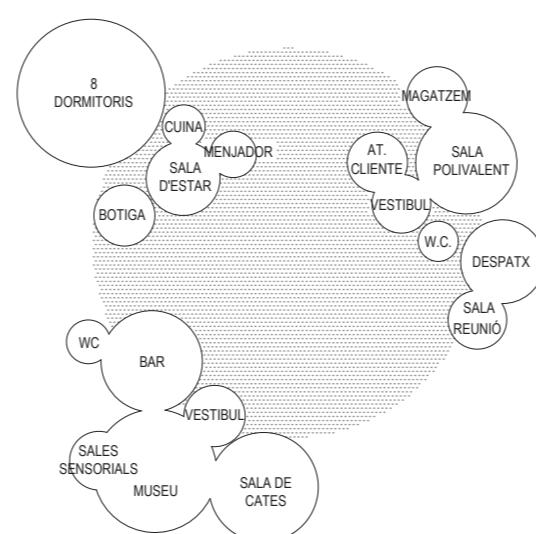 8
DORMITORIS
CUINA
MENJADOR
SALA
D'ESTAR
BOTIGA
MAGATZEM
AT.
CLIENTE
SALA
POLIVALENT
VESTIBUL
W.C.
DESPATX
SALA
REUNIÓ
WC
BAR
VESTIBUL
SALES
SENSORIALS
MUSEU
SALA DE
CATES